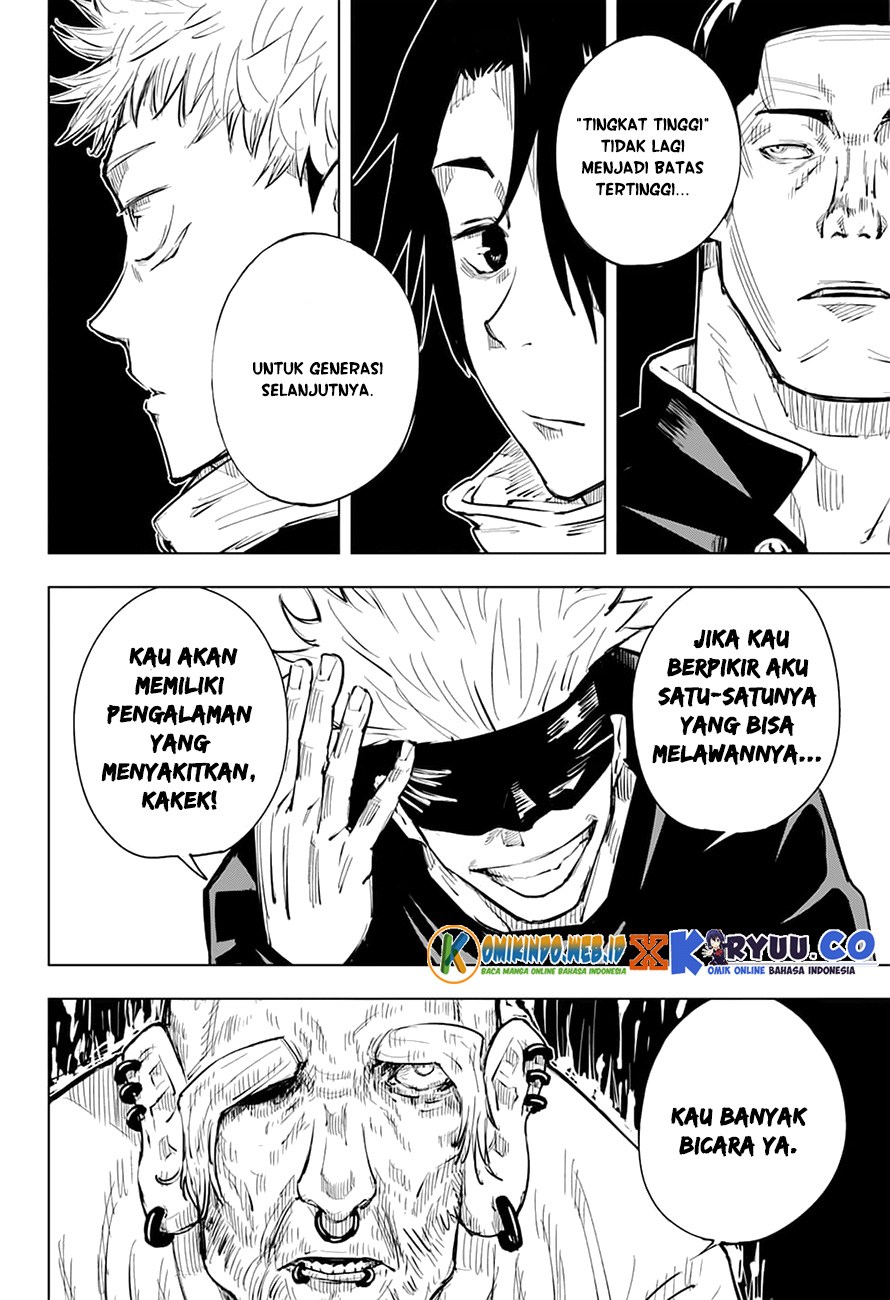 "TINGKAT TINGGI"
TIDAK LAGI
MENJADI BATAS
TERTINGGI...
UNTUK GENERASI
SELANJUTNYA.
JIKA KAU
BERPIKIR AKU
SATU-SATUNYA
YANG BISA
MELAWANNYA...
KAU AKAN
MEMILIKI
PENGALAMAN
YANG
MENYAKITKAN,
KAKEK!
KOMIKINDO.WEB.ID X KIRYUU.CO
BACA MANGA ONLINE BAHASA INDONESIA
OMIK ONLINE BAHASA INDONESIA
KAU BANYAK
BICARA YA.